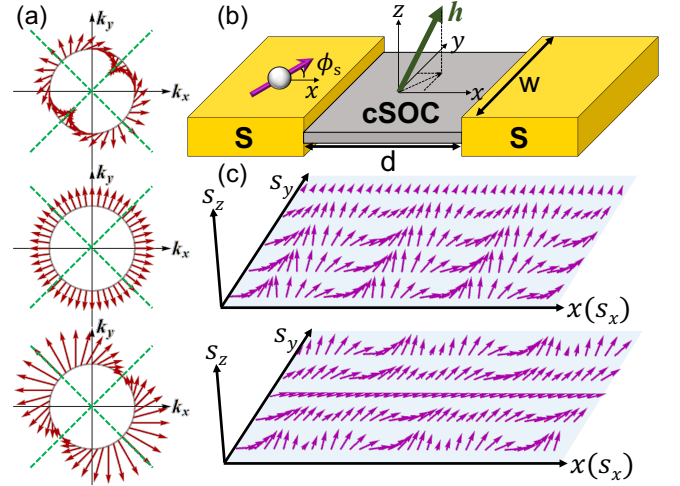 (a)
k_y
k_x
k_y
k_x
k_y
k_x
(b)
z
h
y
ϕ_s
x
x
w
S
cSOC
S
d
(c)
s_y
s_z
x(s_x)
s_y
s_z
x(s_x)